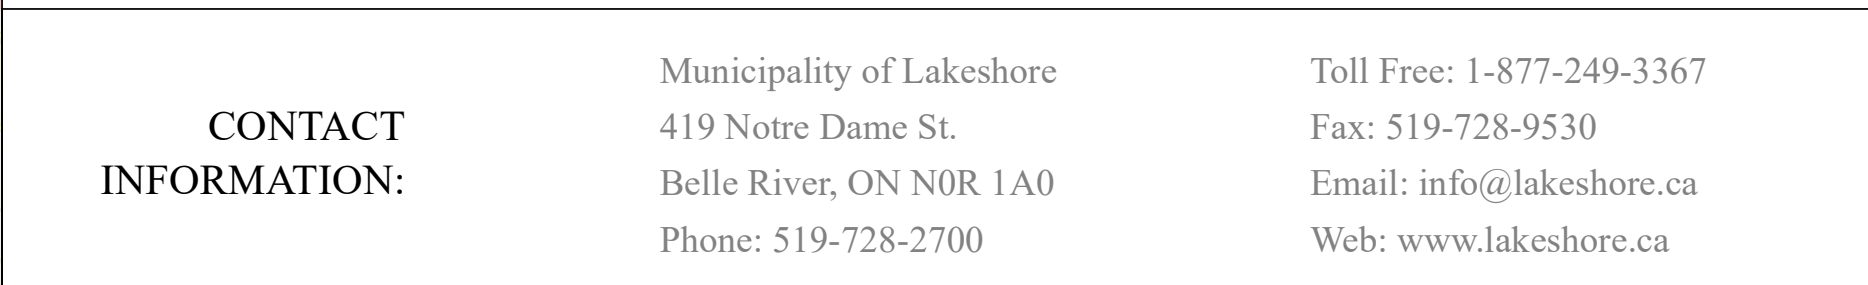 CONTACT
INFORMATION:
Municipality of Lakeshore
419 Notre Dame St.
Belle River, ON N0R 1A0
Phone: 519-728-2700
Toll Free: 1-877-249-3367
Fax: 519-728-9530
Email: info@lakeshore.ca
Web: www.lakeshore.ca